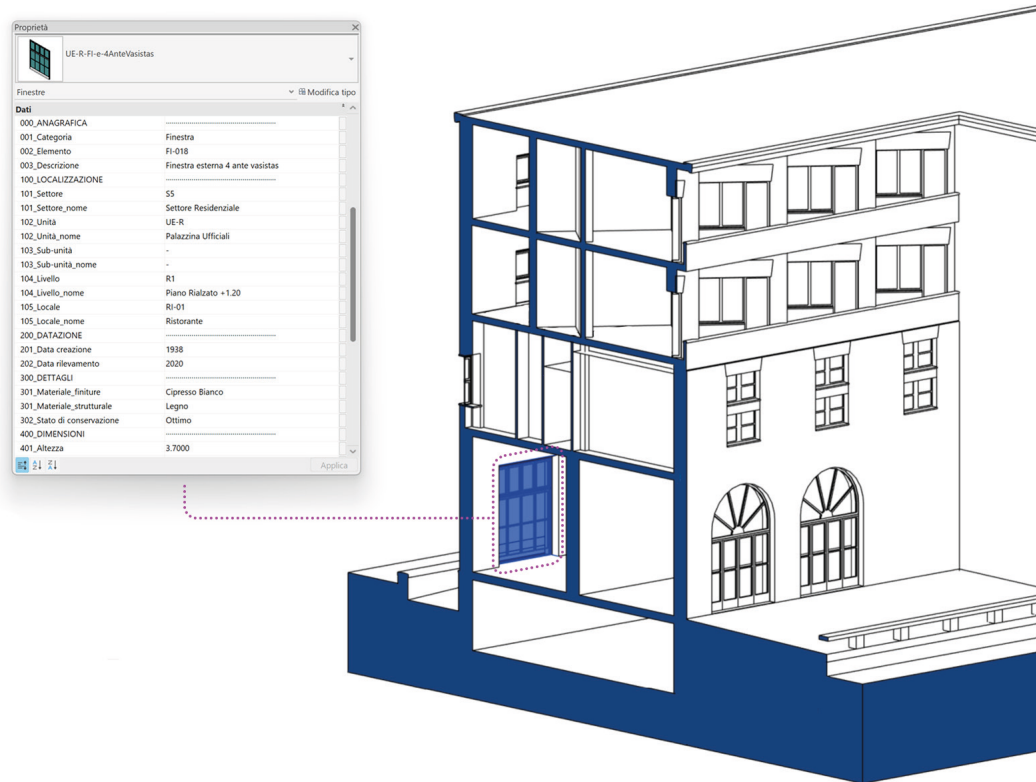 Proprietà
UE-R-FI-e-4AnteVasistas
Finestre Modifica tipo
Dati
000_ANAGRAFICA
001_Categoria Finestra
002_Elemento FI-018
003_Descrizione Finestra esterna 4 ante vasistas
100_LOCALIZZAZIONE
101_Settore S5
101_Settore_nome Settore Residenziale
102_Unità UE-R
102_Unità_nome Palazzina Ufficiali
103_Sub-unità -
103_Sub-unità_nome -
104_Livello R1
104_Livello_nome Piano Rialzato +1.20
105_Locale RI-01
105_Locale_nome Ristorante
200_DATAZIONE
201_Data creazione 1938
202_Data rilevamento 2020
300_DETTAGLI
301_Materiale_finiture Cipresso Bianco
301_Materiale_strutturale Legno
302_Stato di conservazione Ottimo
400_DIMENSIONI
401_Altezza 3.7000
Applica